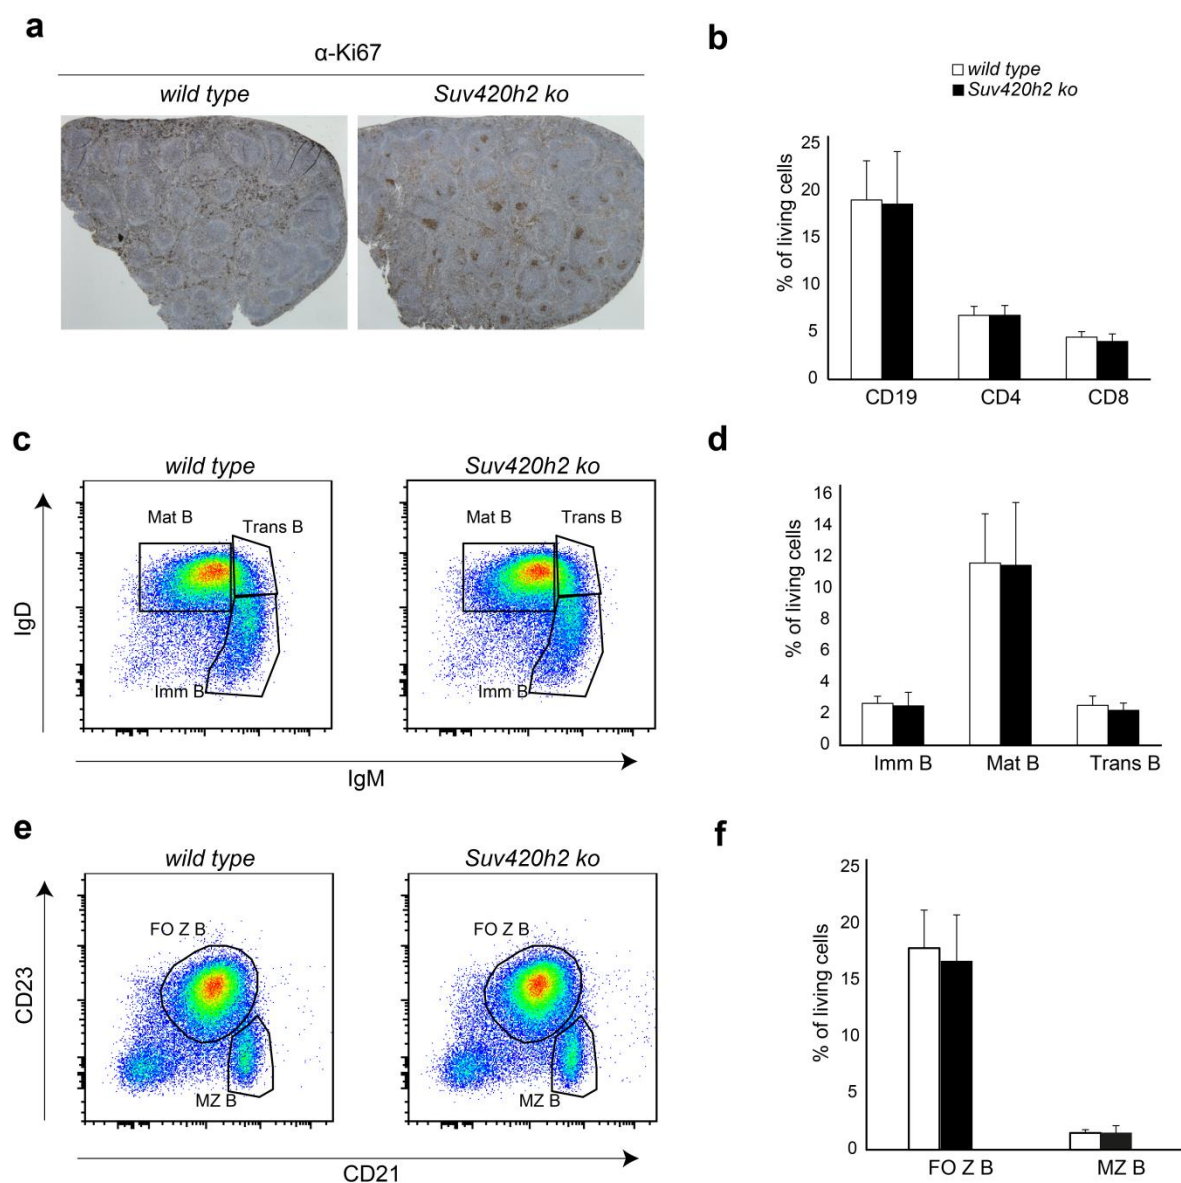 a
α-Ki67
wild type
Suv420h2 ko
b
wild type
Suv420h2 ko
% of living cells
25
20
15
10
5
0
CD19
CD4
CD8
c
wild type
Suv420h2 ko
IgD
Mat B
Trans B
Imm B
Mat B
Trans B
Imm B
IgM
d
% of living cells
16
14
12
10
8
6
4
2
0
Imm B
Mat B
Trans B
e
wild type
Suv420h2 ko
CD23
FO Z B
MZ B
FO Z B
MZ B
CD21
f
% of living cells
25
20
15
10
5
0
FO Z B
MZ B